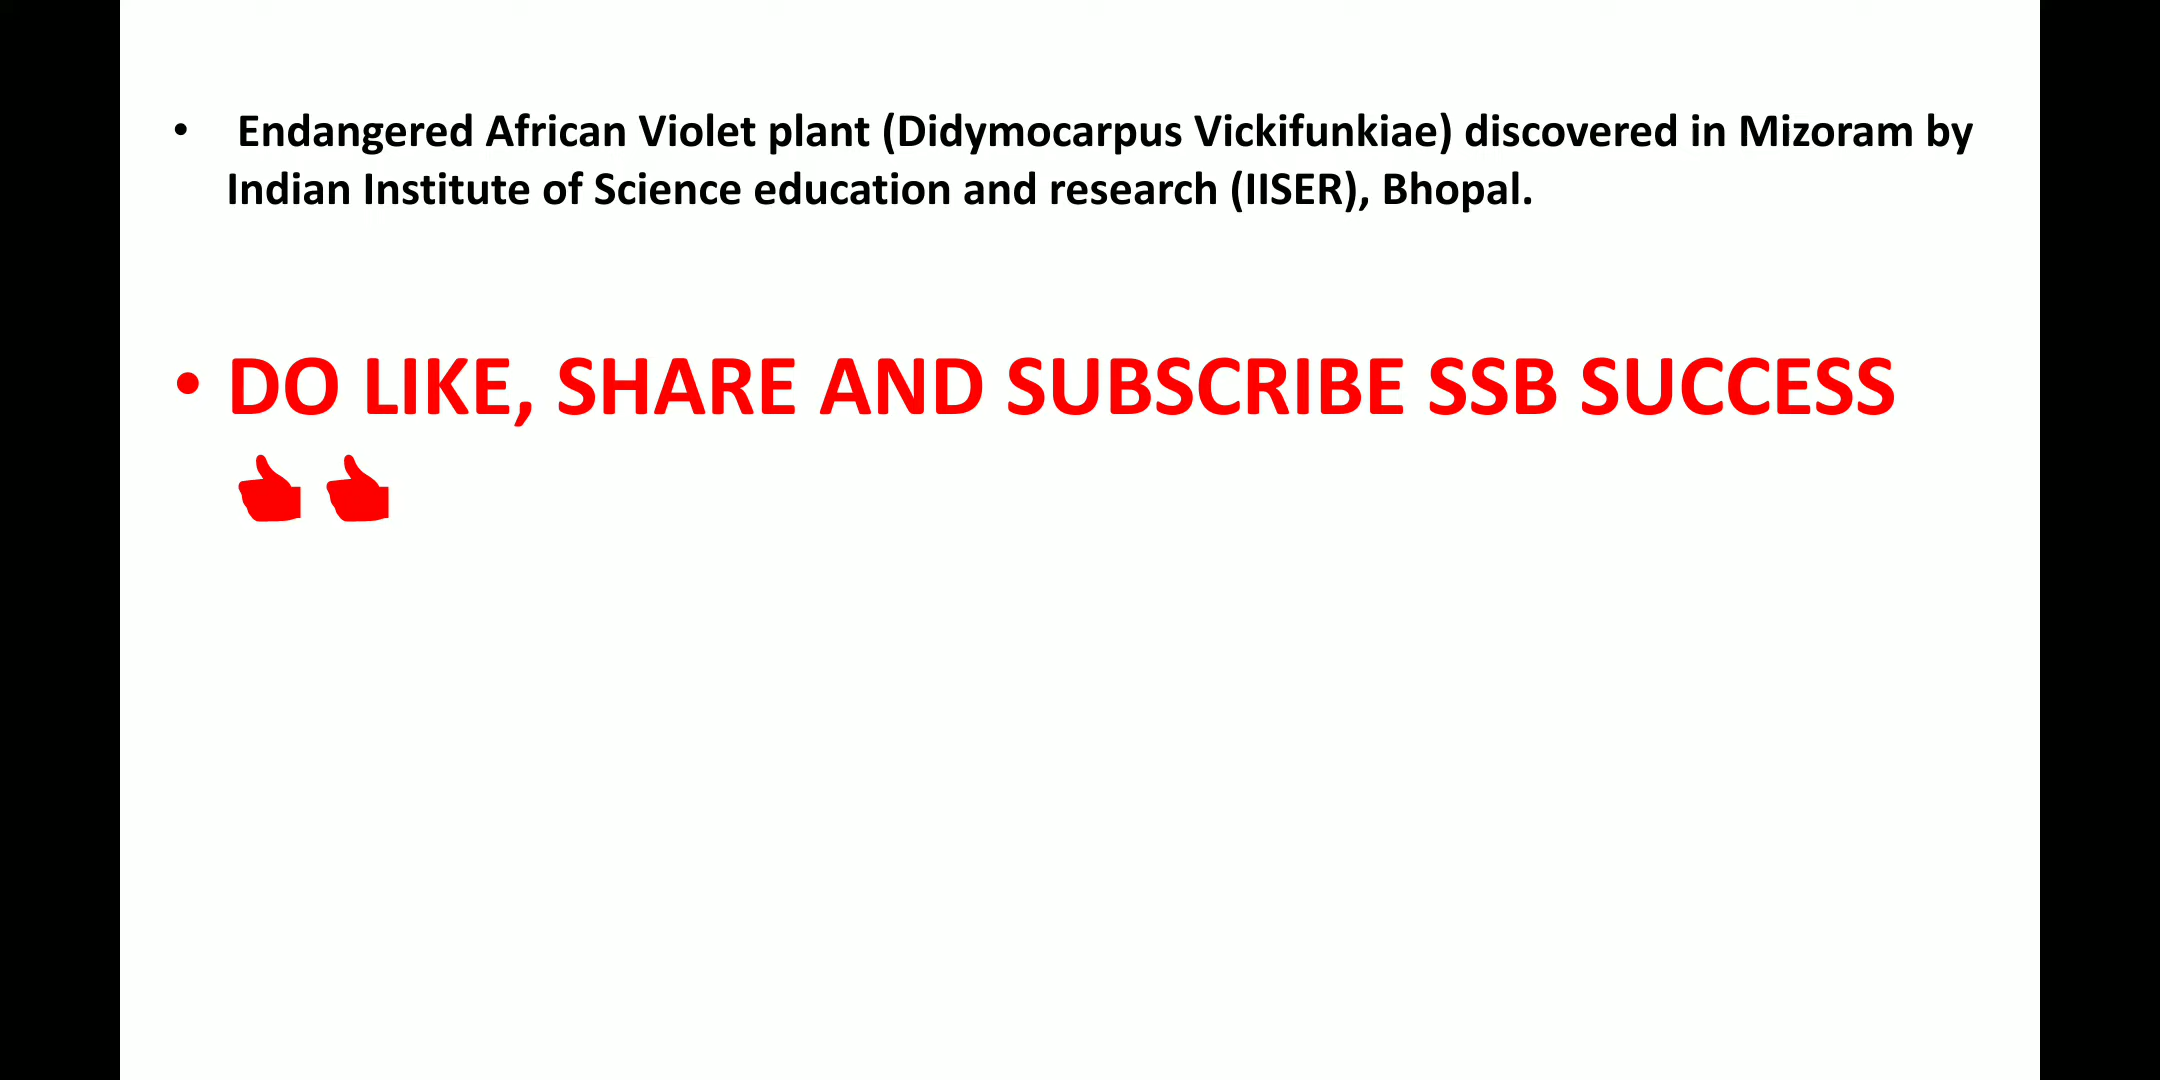 • Endangered African Violet plant (Didymocarpus Vickifunkiae) discovered in Mizoram by
Indian Institute of Science education and research (IISER), Bhopal.
• DO LIKE, SHARE AND SUBSCRIBE SSB SUCCESS